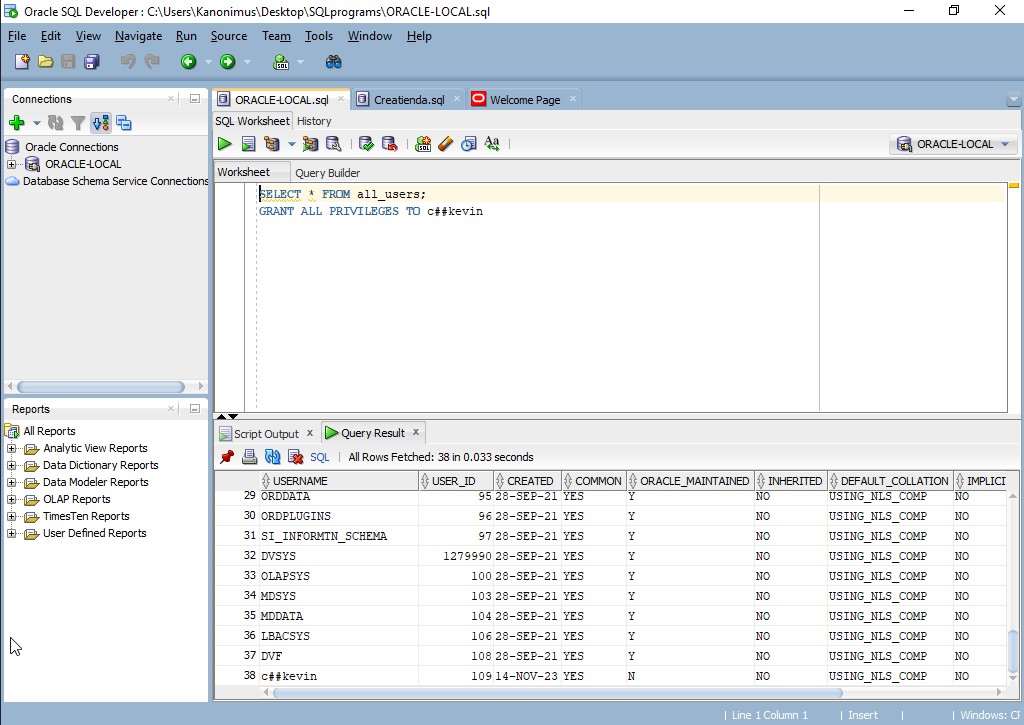 Oracle SQL Developer : C:\Users\Kanonimus\Desktop\SQLprograms\ORACLE-LOCAL.sql
File Edit View Navigate Run Source Team Tools Window Help
Connections
Oracle Connections
ORACLE-LOCAL
Database Schema Service Connections
Reports
All Reports
Analytic View Reports
Data Dictionary Reports
Data Modeler Reports
OLAP Reports
TimesTen Reports
User Defined Reports
ORACLE-LOCAL.sql Creatienda.sql Welcome Page
SQL Worksheet History
ORACLE-LOCAL
Worksheet Query Builder
SELECT * FROM all_users;
GRANT ALL PRIVILEGES TO c##kevin
Script Output x Query Result x
SQL | All Rows Fetched: 38 in 0.033 seconds
USERNAME USER_ID CREATED COMMON ORACLE_MAINTAINED INHERITED DEFAULT_COLLATION IMPLICI
29 ORDDATA 95 28-SEP-21 YES Y NO USING_NLS_COMP NO
30 ORDPLUGINS 96 28-SEP-21 YES Y NO USING_NLS_COMP NO
31 SI_INFORMTN_SCHEMA 97 28-SEP-21 YES Y NO USING_NLS_COMP NO
32 DVSYS 1279990 28-SEP-21 YES Y NO USING_NLS_COMP NO
33 OLAPSYS 100 28-SEP-21 YES Y NO USING_NLS_COMP NO
34 MDSYS 103 28-SEP-21 YES Y NO USING_NLS_COMP NO
35 MDDATA 104 28-SEP-21 YES Y NO USING_NLS_COMP NO
36 LBACSYS 106 28-SEP-21 YES Y NO USING_NLS_COMP NO
37 DVF 108 28-SEP-21 YES Y NO USING_NLS_COMP NO
38 c##kevin 109 14-NOV-23 YES N NO USING_NLS_COMP NO
| Line 1 Column 1 | Insert | | Windows: C